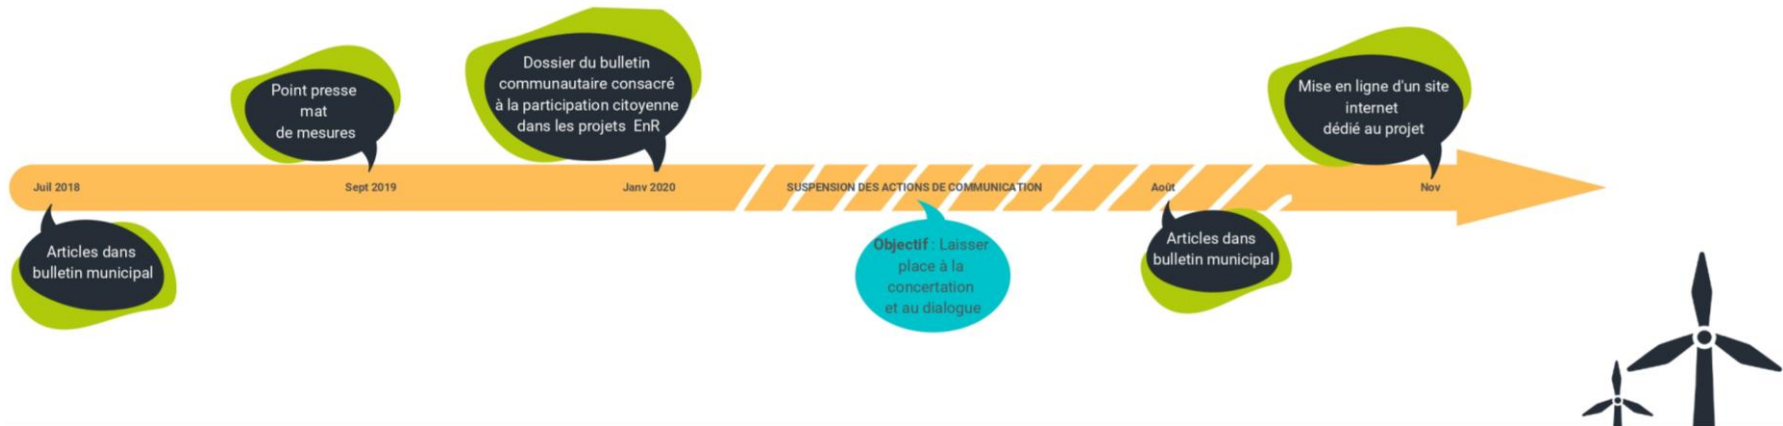 Point presse
mat
de mesures
Dossier du bulletin
communautaire consacré
à la participation citoyenne
dans les projets EnR
Mise en ligne d'un site
internet
dédié au projet
Juil 2018
Sept 2019
Janv 2020
SUSPENSION DES ACTIONS DE COMMUNICATION
Août
Nov
Articles dans
bulletin municipal
Objectif : Laisser
place à la
concertation
et au dialogue
Articles dans
bulletin municipal